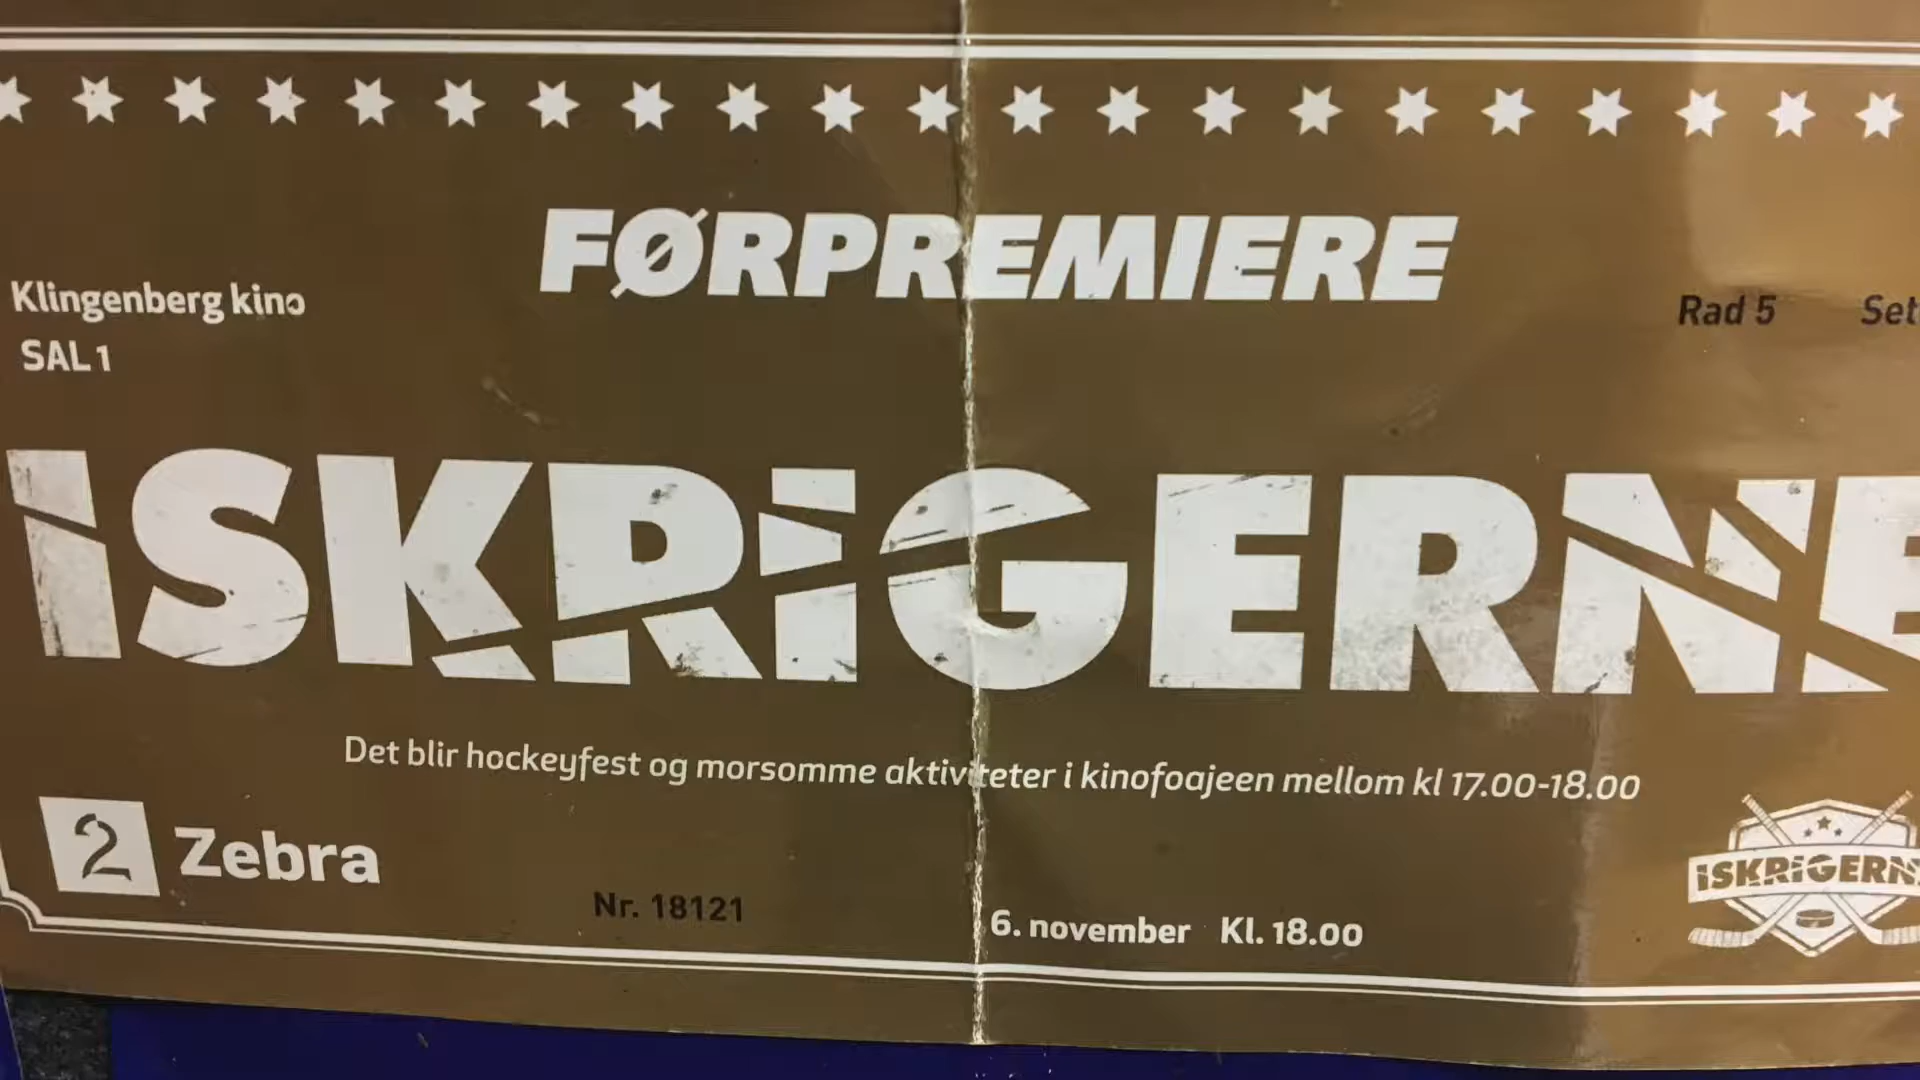 FØRPREMIERE
Klingenberg kino
SAL 1
Rad 5
ISKRIGERNE
Det blir hockeyfest og morsomme aktiviteter i kinofoajeen mellom kl 17.00-18.00
2 Zebra
Nr. 18121
6. november Kl. 18.00